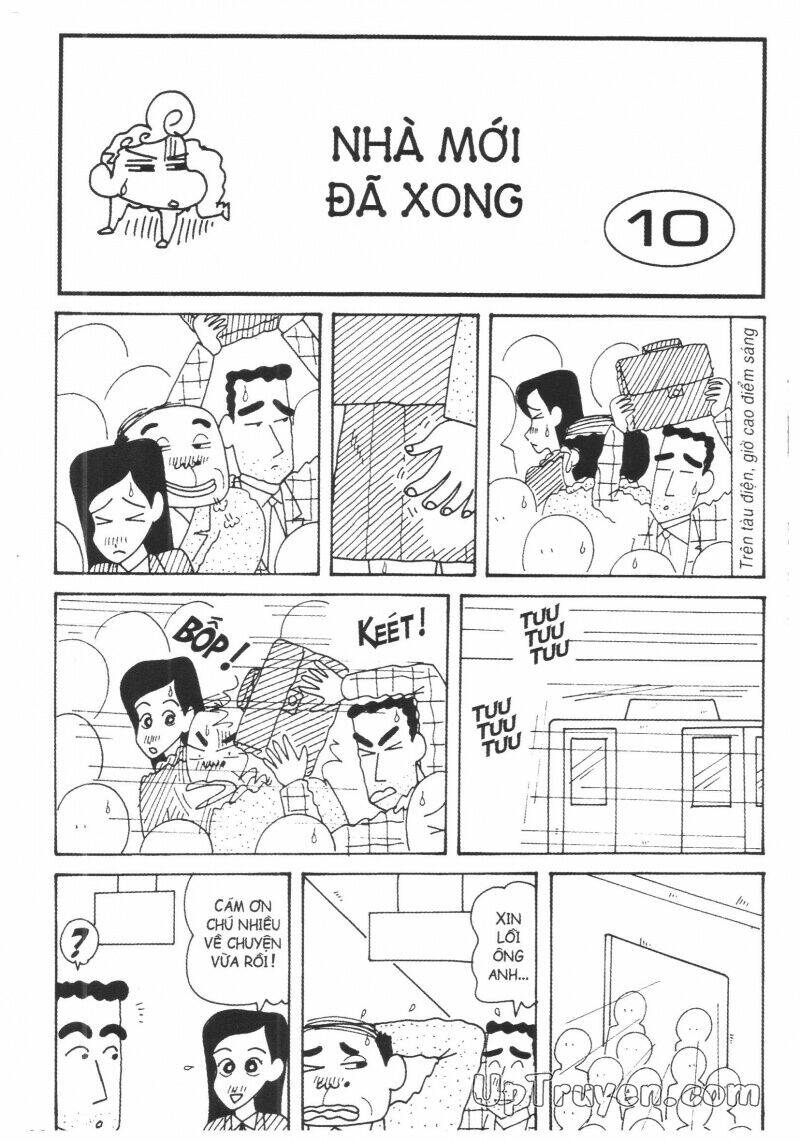 NHÀ MỚI
ĐÃ XONG
10
Trên tàu điện, giờ cao điểm sáng
TUU
TUU
TUU
TUU
TUU
TUU
KEÉT!
BỐP!
XIN
LỖI
ÔNG
ANH...
CẢM ƠN
CHÚ NHIỀU
VỀ CHUYỆN
VỪA RỒI!
?
UpTruyen.com